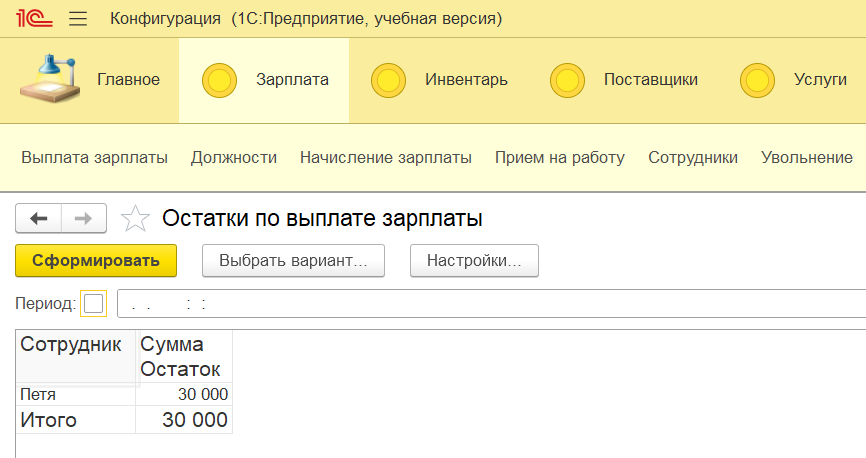 1С Конфигурация (1С:Предприятие, учебная версия)
Главное Зарплата Инвентарь Поставщики Услуги
Выплата зарплаты Должности Начисление зарплаты Прием на работу Сотрудники Увольнение
Остатки по выплате зарплаты
Сформировать Выбрать вариант... Настройки...
Период: . . : :
Сотрудник Сумма
Остаток
Петя 30 000
Итого 30 000